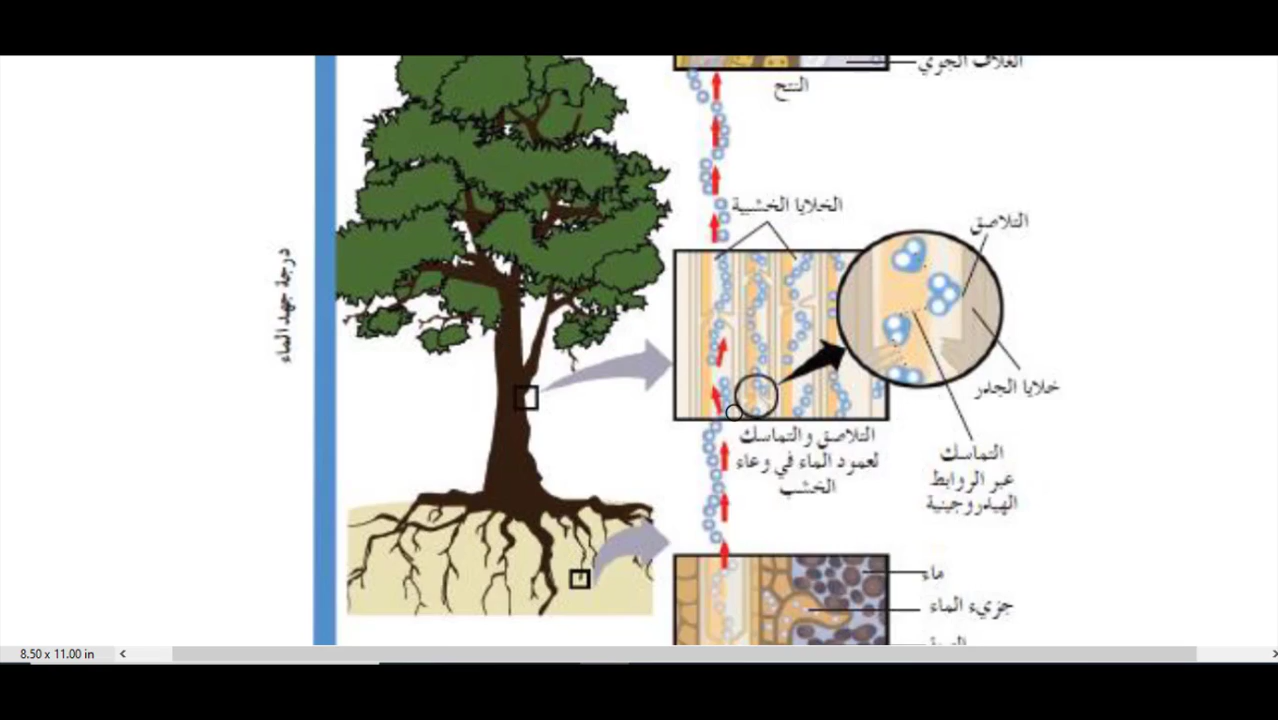 الغلاف الجوي
النتح
الخلايا الخشبية
التلاصق
درجة جهد الماء
خلايا الجذر
التلاصق والتماسك
لعمود الماء في وعاء
الخشب
التماسك
عبر الروابط
الهيدروجينية
ماء
جزيء الماء
8.50 x 11.00 in